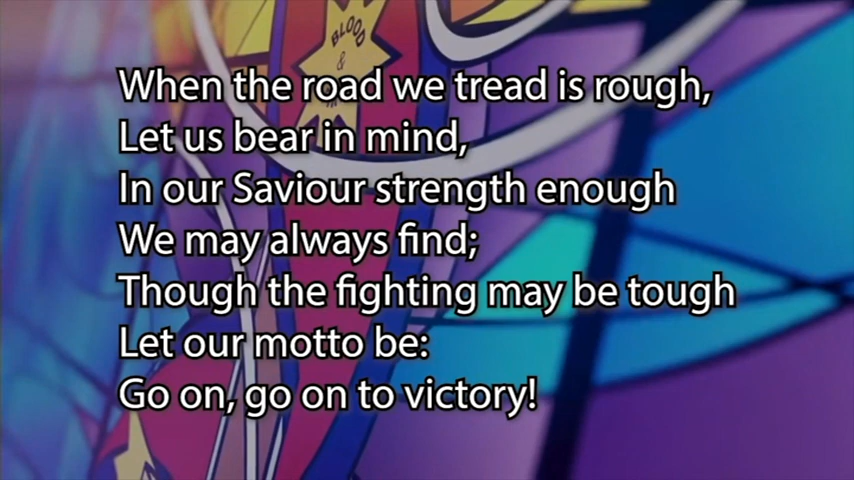 BLOOD
&
When the road we tread is rough,
Let us bear in mind,
In our Saviour strength enough
We may always find;
Though the fighting may be tough
Let our motto be:
Go on, go on to victory!